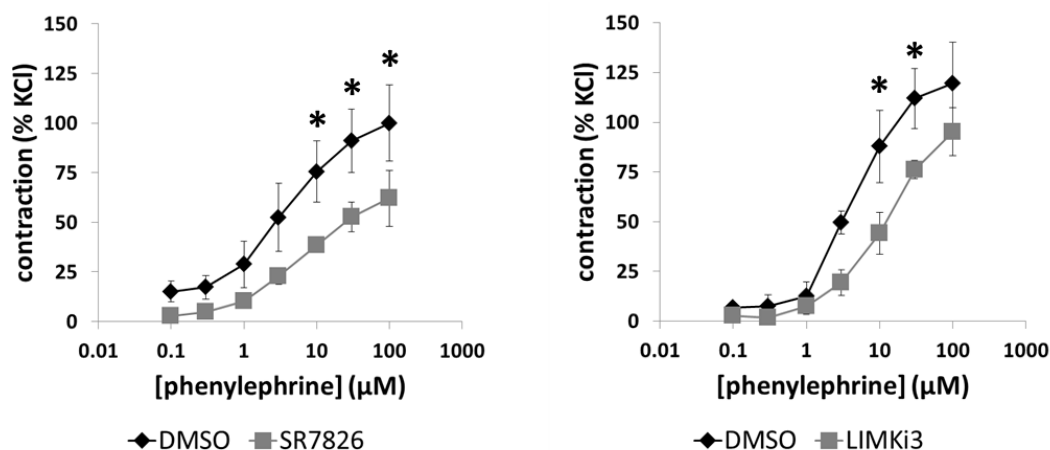 150
125
100
75
50
25
0
contraction (% KCl)
* * *
0.01 0.1 1 10 100 1000
[phenylephrine] (µM)
DMSO SR7826
150
125
100
75
50
25
0
contraction (% KCl)
* *
0.01 0.1 1 10 100 1000
[phenylephrine] (µM)
DMSO LIMKi3